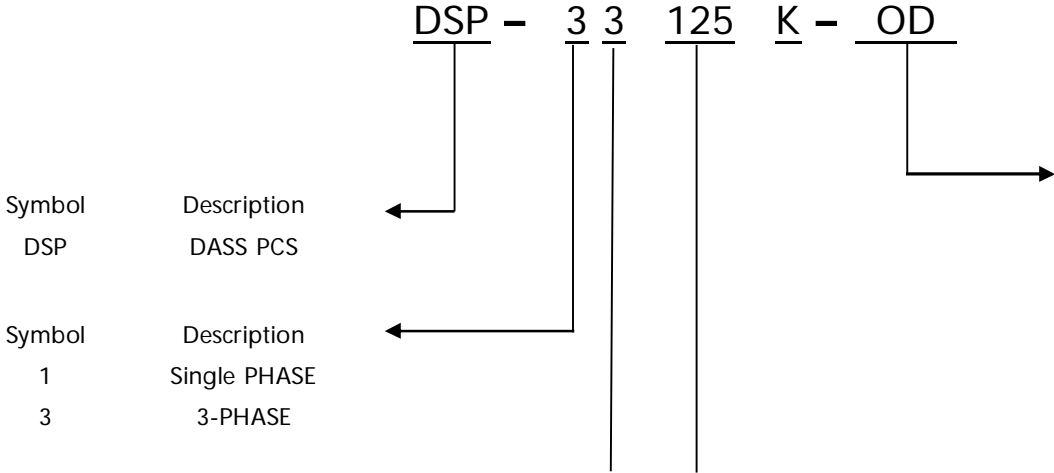 DSP – 3 3 125 K – OD
Symbol Description
DSP DASS PCS
Symbol Description
1 Single PHASE
3 3-PHASE